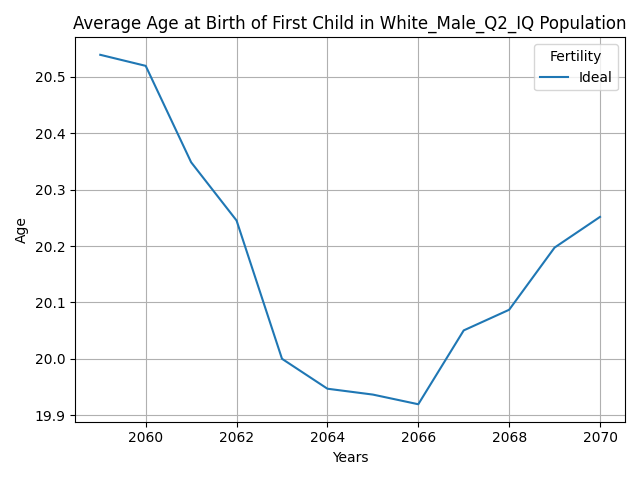 Average Age at Birth of First Child in White_Male_Q2_IQ Population
Fertility
Ideal
20.5
20.4
20.3
20.2
20.1
20.0
19.9
Age
2060 2062 2064 2066 2068 2070
Years